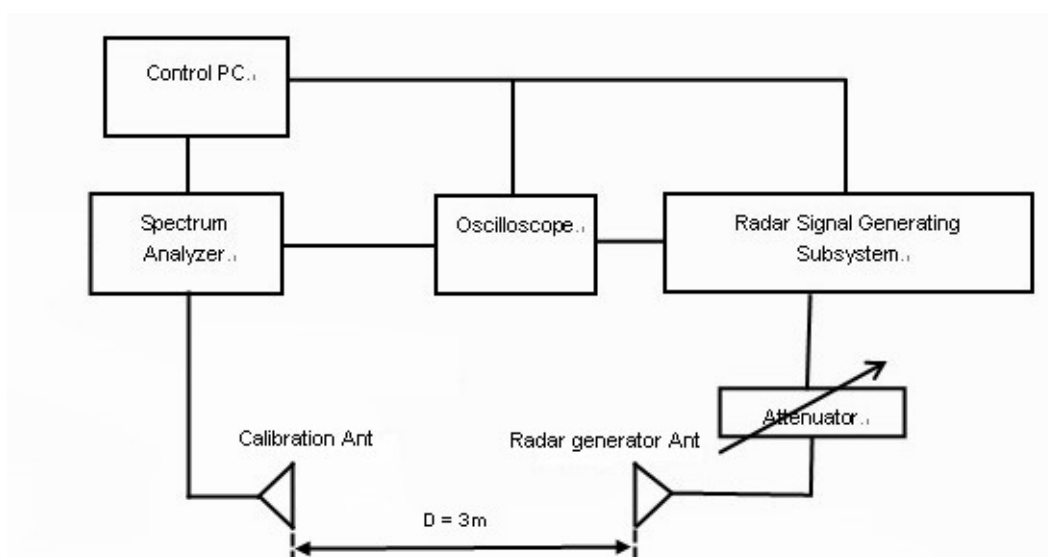 Control PC
Spectrum
Analyzer
Oscilloscope
Radar Signal Generating
Subsystem
Attenuator
Calibration Ant
Radar generator Ant
D = 3m